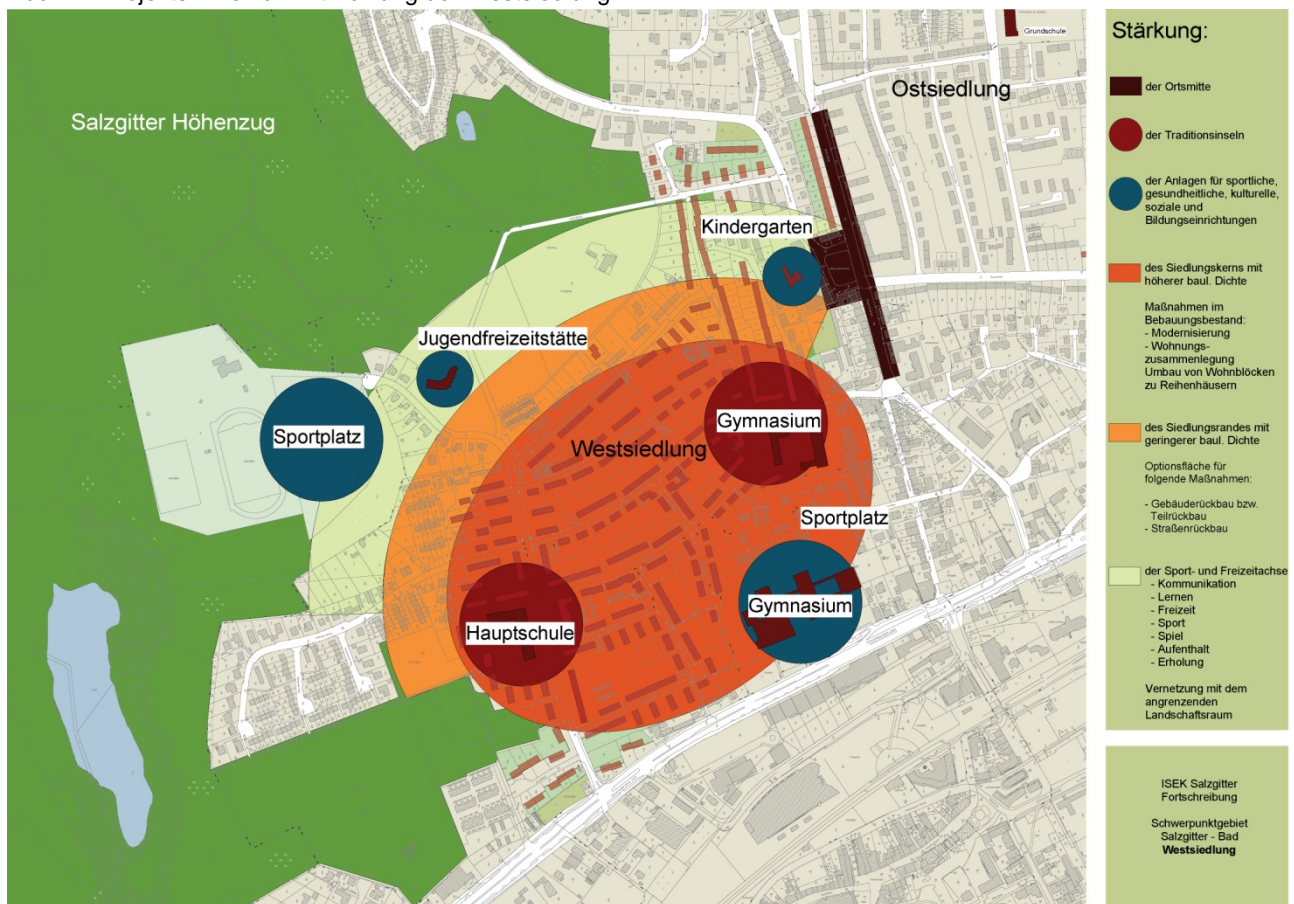 Stärkung:
Grundschule
Ostsiedlung
Salzgitter Höhenzug
Kindergarten
Jugendfreizeitstätte
Sportplatz
Westsiedlung
Gymnasium
Sportplatz
Gymnasium
Hauptschule
der Ortsmitte
der Traditionsinseln
der Anlagen für sportliche,
gesundheitliche, kulturelle,
soziale und
Bildungseinrichtungen
des Siedlungskerns mit
höherer baul. Dichte
Maßnahmen im
Bebauungsbestand:
- Modernisierung
- Wohnungs-
zusammenlegung
Umbau von Wohnblöcken
zu Reihenhäusern
des Siedlungsrandes mit
geringerer baul. Dichte
Optionsfläche für
folgende Maßnahmen:
- Gebäuderückbau bzw.
Teilrückbau
- Straßenrückbau
der Sport- und Freizeitachse
- Kommunikation
- Lernen
- Freizeit
- Sport
- Spiel
- Aufenthalt
- Erholung
Vernetzung mit dem
angrenzenden
Landschaftsraum
ISEK Salzgitter
Fortschreibung
Schwerpunktgebiet
Salzgitter - Bad
Westsiedlung